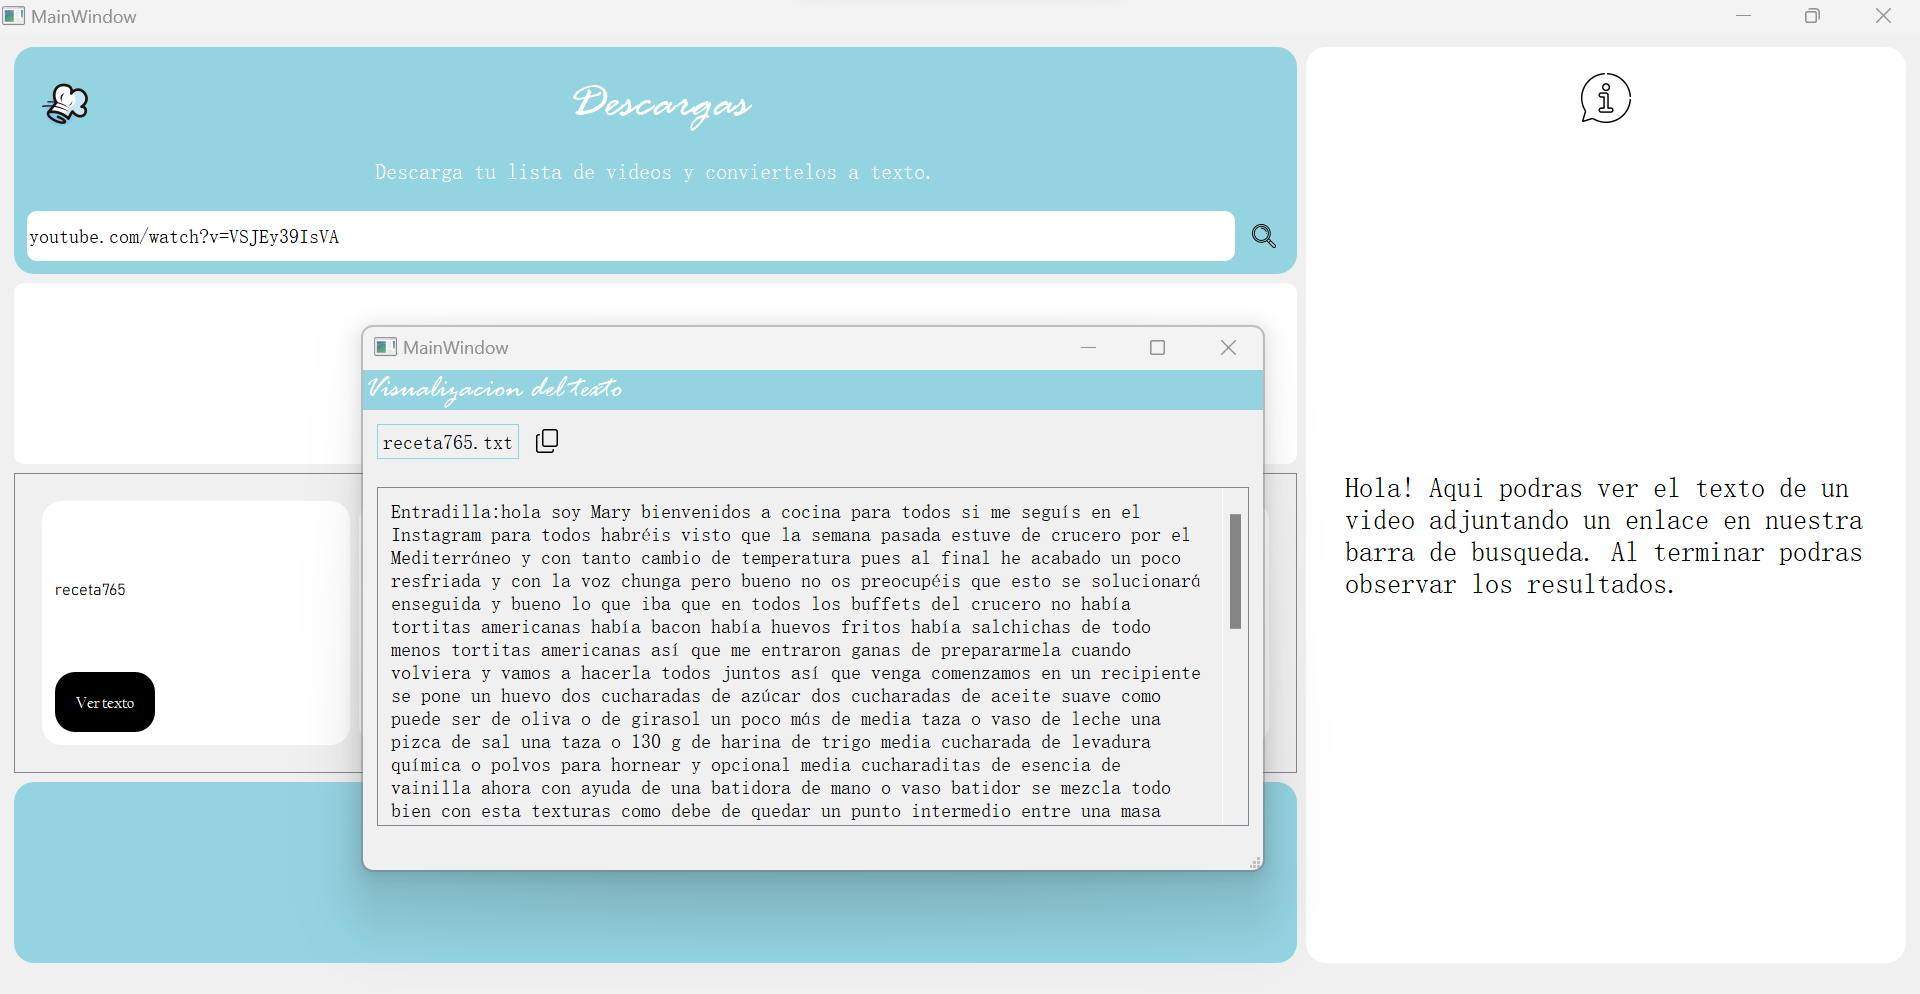 MainWindow
Descargas
Descarga tu lista de videos y conviertelos a texto.
youtube.com/watch?v=VSJEy39IsVA
MainWindow
Visualizacion del texto
receta765.txt
Entradilla:hola soy Mary bienvenidos a cocina para todos si me seguís en el
Instagram para todos habréis visto que la semana pasada estuve de crucero por el
Mediterráneo y con tanto cambio de temperatura pues al final he acabado un poco
resfriada y con la voz chunga pero bueno no os preocupéis que esto se solucionará
enseguida y bueno lo que iba que en todos los buffets del crucero no había
tortitas americanas había bacon había huevos fritos había salchichas de todo
menos tortitas americanas así que me entraron ganas de prepararmela cuando
volviera y vamos a hacerla todos juntos así que venga comenzamos en un recipiente
se pone un huevo dos cucharadas de azúcar dos cucharadas de aceite suave como
puede ser de oliva o de girasol un poco más de media taza o vaso de leche una
pizca de sal una taza o 130 g de harina de trigo media cucharada de levadura
química o polvos para hornear y opcional media cucharaditas de esencia de
vainilla ahora con ayuda de una batidora de mano o vaso batidor se mezcla todo
bien con esta texturas como debe de quedar un punto intermedio entre una masa
receta765
Ver texto
Hola! Aqui podras ver el texto de un
video adjuntando un enlace en nuestra
barra de busqueda. Al terminar podras
observar los resultados.